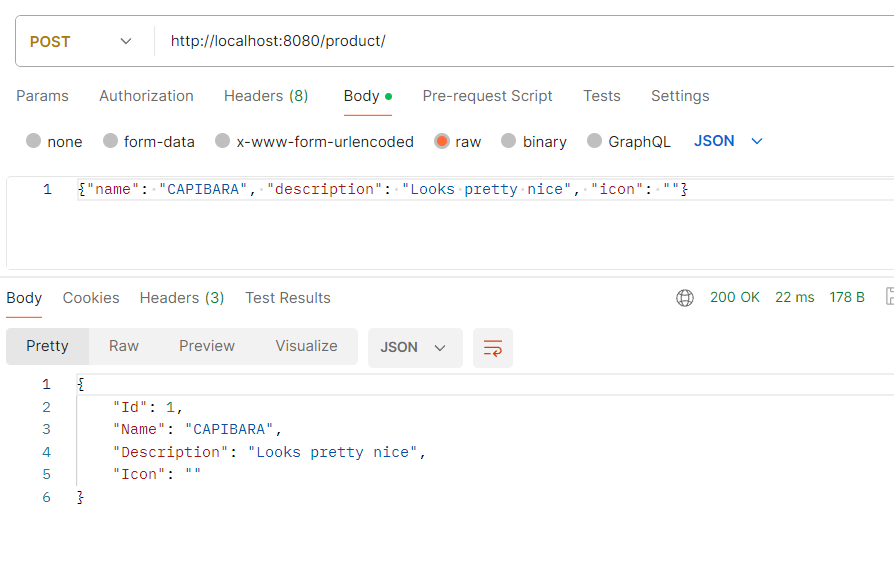 POST http://localhost:8080/product/
Params Authorization Headers (8) Body Pre-request Script Tests Settings
none form-data x-www-form-urlencoded raw binary GraphQL JSON
1 {"name": "CAPIBARA", "description": "Looks pretty nice", "icon": ""}
Body Cookies Headers (3) Test Results 200 OK 22 ms 178 B
Pretty Raw Preview Visualize JSON
1 {
2 "Id": 1,
3 "Name": "CAPIBARA",
4 "Description": "Looks pretty nice",
5 "Icon": ""
6 }